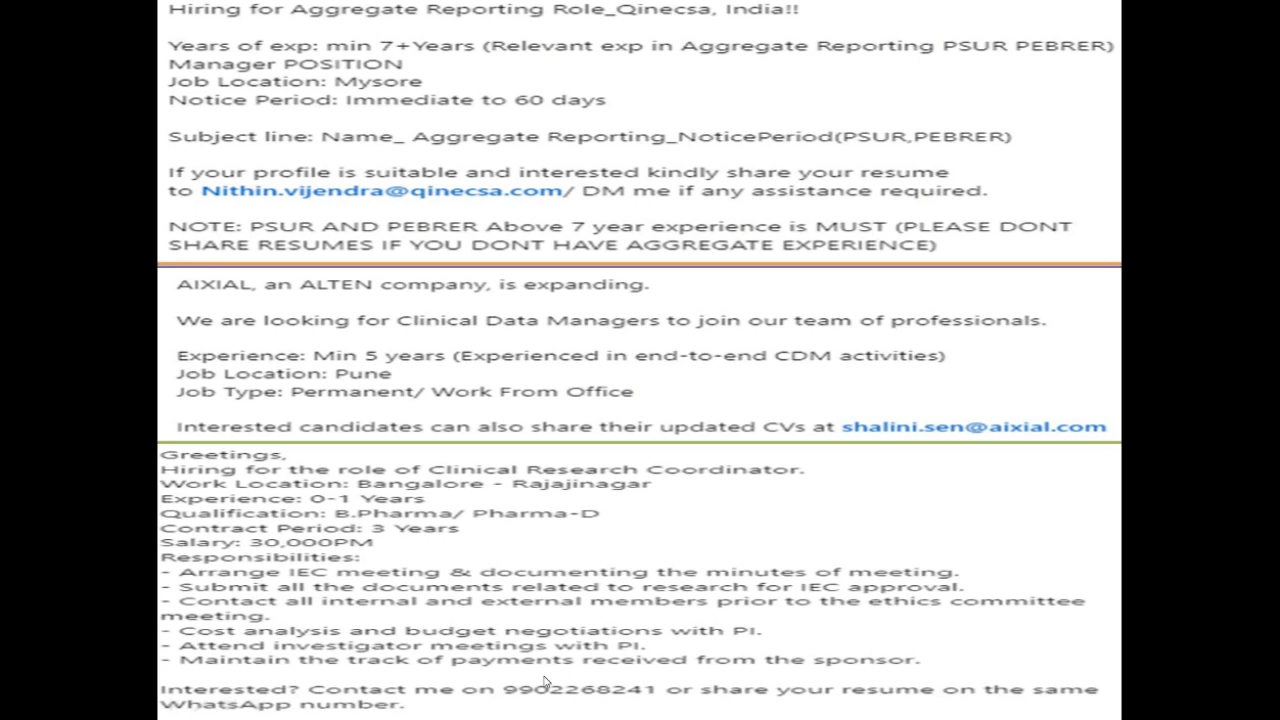 Hiring for Aggregate Reporting Role_Qinecsa, India!!
Years of exp: min 7+Years (Relevant exp in Aggregate Reporting PSUR PEBRER)
Manager POSITION
Job Location: Mysore
Notice Period: Immediate to 60 days
Subject line: Name_ Aggregate Reporting_NoticePeriod(PSUR,PEBRER)
If your profile is suitable and interested kindly share your resume
to Nithin.vijendra@qinecsa.com/ DM me if any assistance required.
NOTE: PSUR AND PEBRER Above 7 year experience is MUST (PLEASE DONT
SHARE RESUMES IF YOU DONT HAVE AGGREGATE EXPERIENCE)
AIXIAL, an ALTEN company, is expanding.
We are looking for Clinical Data Managers to join our team of professionals.
Experience: Min 5 years (Experienced in end-to-end CDM activities)
Job Location: Pune
Job Type: Permanent/ Work From Office
Interested candidates can also share their updated CVs at shalini.sen@aixial.com
Greetings,
Hiring for the role of Clinical Research Coordinator.
Work Location: Bangalore - Rajajinagar
Experience: 0-1 Years
Qualification: B.Pharma/ Pharma-D
Contract Period: 3 Years
Salary: 30,000PM
Responsibilities:
- Arrange IEC meeting & documenting the minutes of meeting.
- Submit all the documents related to research for IEC approval.
- Contact all internal and external members prior to the ethics committee
meeting.
- Cost analysis and budget negotiations with PI.
- Attend investigator meetings with PI.
- Maintain the track of payments received from the sponsor.
Interested? Contact me on 9902268241 or share your resume on the same
WhatsApp number.